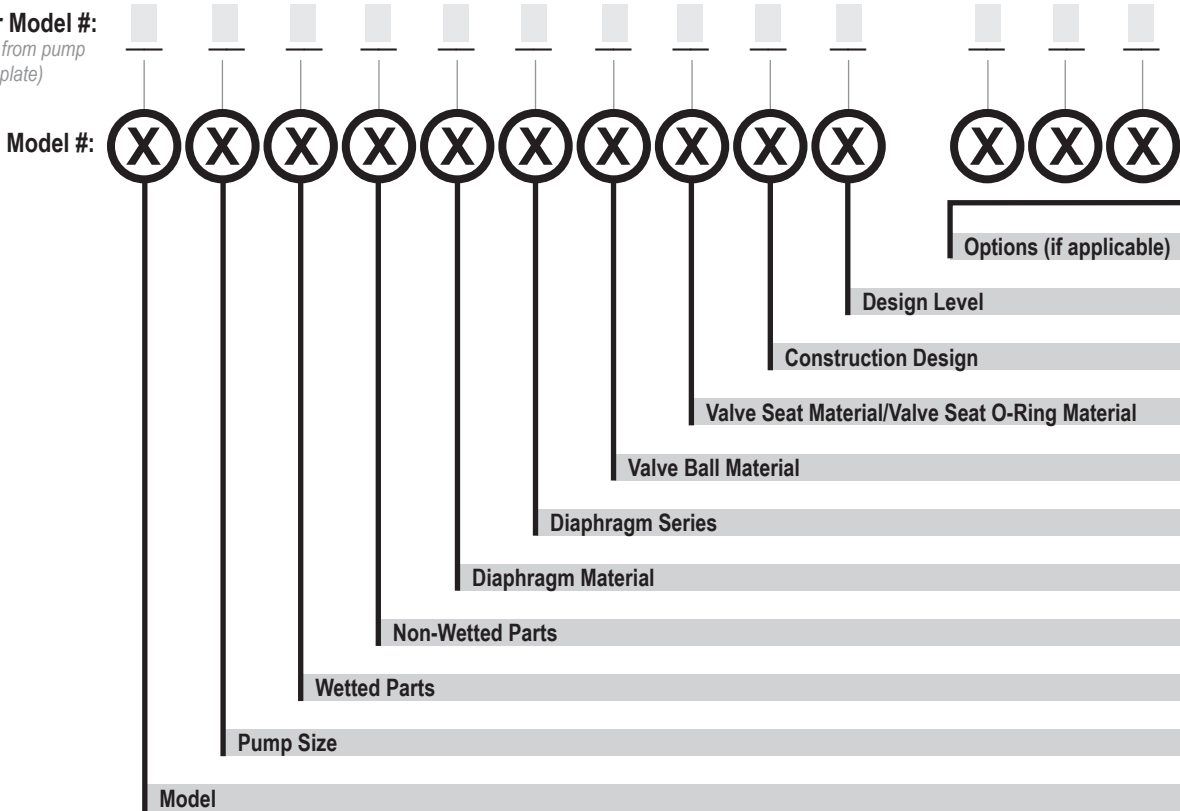 r Model #:
from pump
plate)
Model #:
X X X X X X X X X X X X X
Options (if applicable)
Design Level
Construction Design
Valve Seat Material/Valve Seat O-Ring Material
Valve Ball Material
Diaphragm Series
Diaphragm Material
Non-Wetted Parts
Wetted Parts
Pump Size
Model